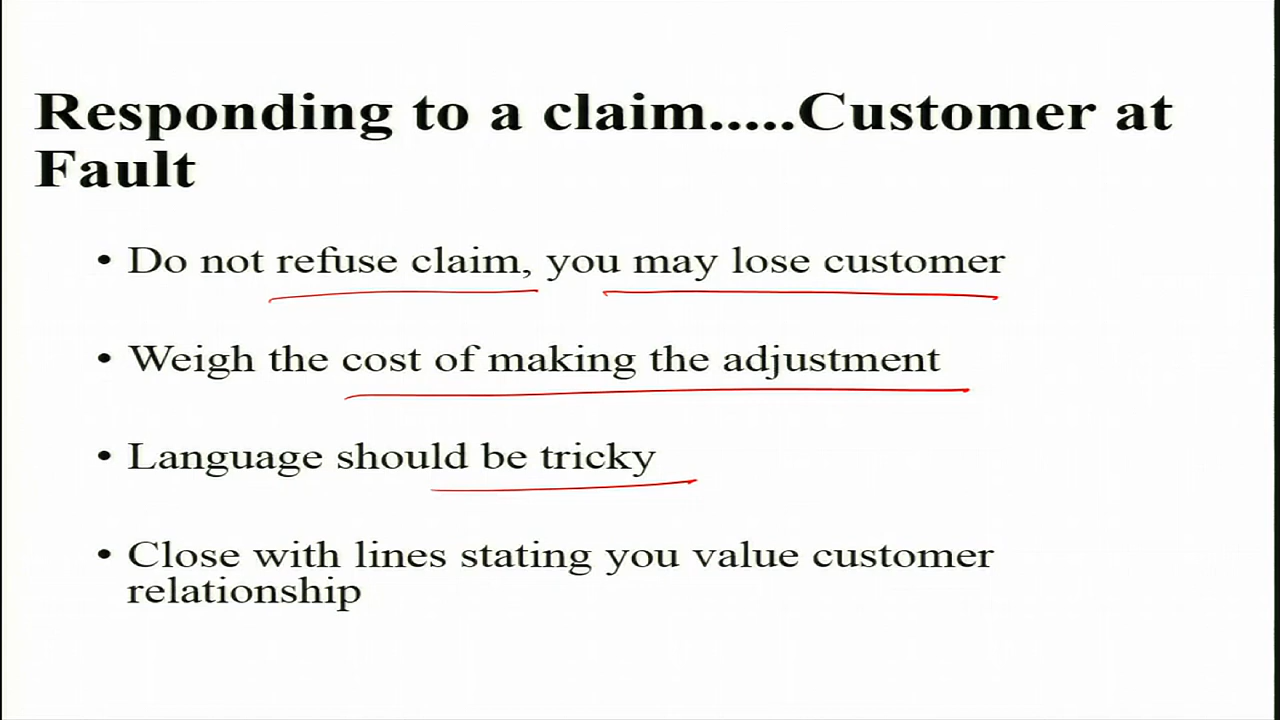 Responding to a claim.....Customer at
Fault
• Do not refuse claim, you may lose customer
• Weigh the cost of making the adjustment
• Language should be tricky
• Close with lines stating you value customer
relationship